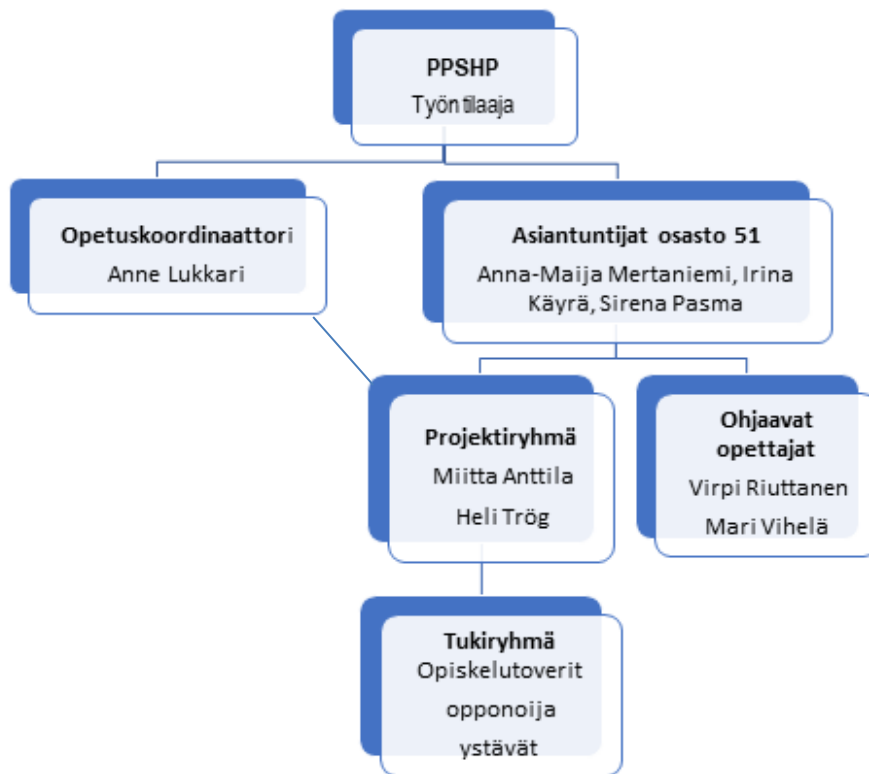 PPSHP
Työn tilaaja
Opetuskoordinaattori
Anne Lukkari
Asiantuntijat osasto 51
Anna-Maija Mertaniemi, Irina
Käyrä, Sirena Pasma
Projektiryhmä
Miitta Anttila
Heli Trög
Ohjaavat
opettajat
Virpi Riuttanen
Mari Vihelä
Tukiryhmä
Opiskelutoverit
opponoija
ystävät